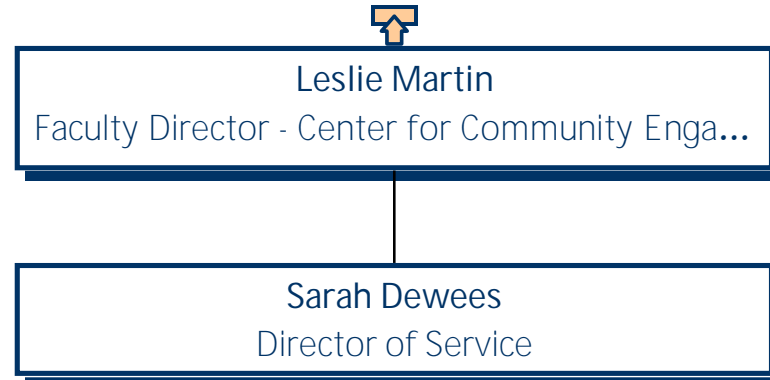 Leslie Martin
Faculty Director - Center for Community Enga...
Sarah Dewees
Director of Service